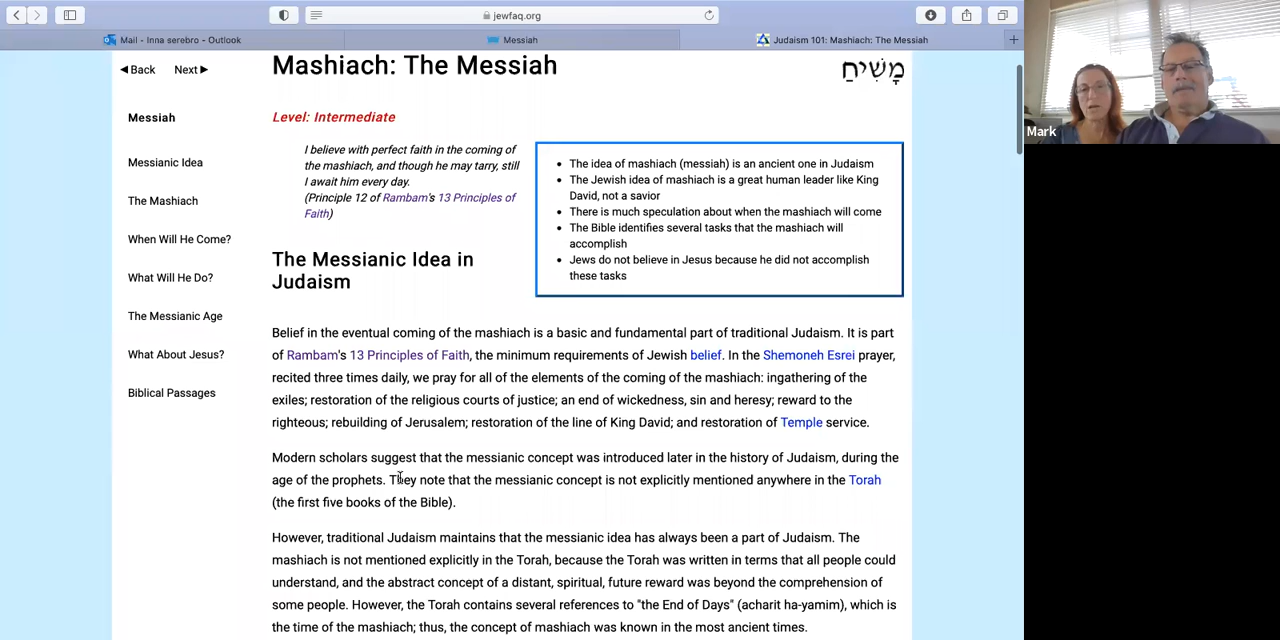 jewfaq.org
Mail - Inna serebro - Outlook
Messiah
Judaism 101: Mashiach: The Messiah
Back
Next
Mashiach: The Messiah
מָשִׁיחַ
Messiah
Messianic Idea
The Mashiach
When Will He Come?
What Will He Do?
The Messianic Age
What About Jesus?
Biblical Passages
Level: Intermediate
I believe with perfect faith in the coming of
the mashiach, and though he may tarry, still
I await him every day.
(Principle 12 of Rambam's 13 Principles of
Faith)
• The idea of mashiach (messiah) is an ancient one in Judaism
• The Jewish idea of mashiach is a great human leader like King
David, not a savior
• There is much speculation about when the mashiach will come
• The Bible identifies several tasks that the mashiach will
accomplish
• Jews do not believe in Jesus because he did not accomplish
these tasks
The Messianic Idea in
Judaism
Belief in the eventual coming of the mashiach is a basic and fundamental part of traditional Judaism. It is part
of Rambam's 13 Principles of Faith, the minimum requirements of Jewish belief. In the Shemoneh Esrei prayer,
recited three times daily, we pray for all of the elements of the coming of the mashiach: ingathering of the
exiles; restoration of the religious courts of justice; an end of wickedness, sin and heresy; reward to the
righteous; rebuilding of Jerusalem; restoration of the line of King David; and restoration of Temple service.
Modern scholars suggest that the messianic concept was introduced later in the history of Judaism, during the
age of the prophets. They note that the messianic concept is not explicitly mentioned anywhere in the Torah
(the first five books of the Bible).
However, traditional Judaism maintains that the messianic idea has always been a part of Judaism. The
mashiach is not mentioned explicitly in the Torah, because the Torah was written in terms that all people could
understand, and the abstract concept of a distant, spiritual, future reward was beyond the comprehension of
some people. However, the Torah contains several references to "the End of Days" (acharit ha-yamim), which is
the time of the mashiach; thus, the concept of mashiach was known in the most ancient times.
Mark